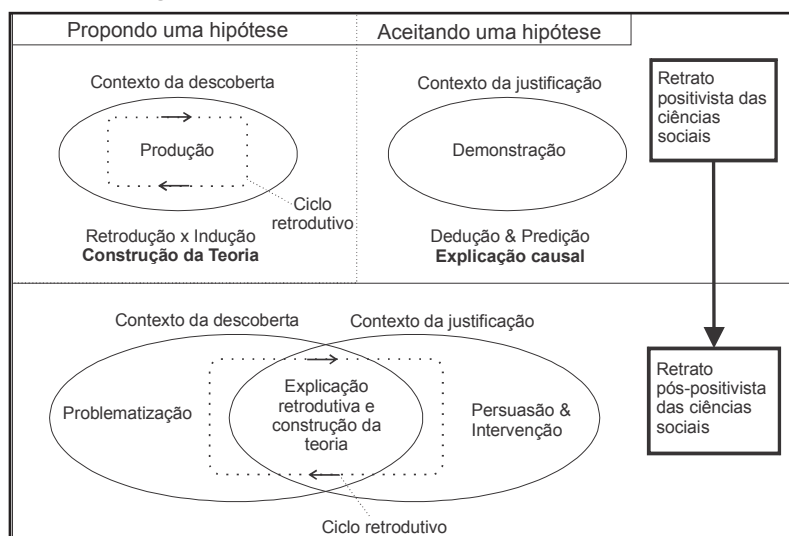 Propondo uma hipótese
Aceitando uma hipótese
Contexto da descoberta
Produção
Ciclo
retrodutivo
Retrodução x Indução
Construção da Teoria
Contexto da justificação
Demonstração
Dedução & Predição
Explicação causal
Retrato
positivista das
ciências
sociais
Contexto da descoberta
Contexto da justificação
Problematização
Explicação
retrodutiva e
construção da
teoria
Persuasão &
Intervenção
Ciclo retrodutivo
Retrato
pós-positivista
das ciências
sociais